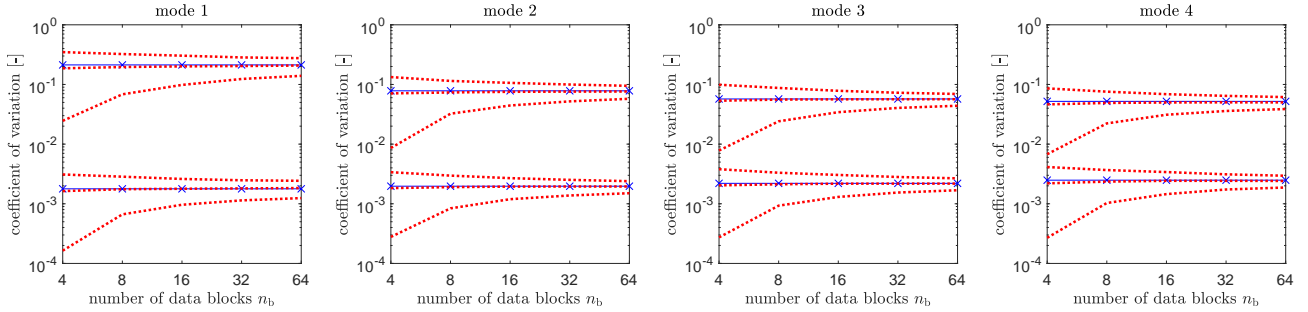 mode 1
coefficient of variation [-]
10^0
10^-1
10^-2
10^-3
10^-4
4 8 16 32 64
number of data blocks n_b
mode 2
coefficient of variation [-]
10^0
10^-1
10^-2
10^-3
10^-4
4 8 16 32 64
number of data blocks n_b
mode 3
coefficient of variation [-]
10^0
10^-1
10^-2
10^-3
10^-4
4 8 16 32 64
number of data blocks n_b
mode 4
coefficient of variation [-]
10^0
10^-1
10^-2
10^-3
10^-4
4 8 16 32 64
number of data blocks n_b